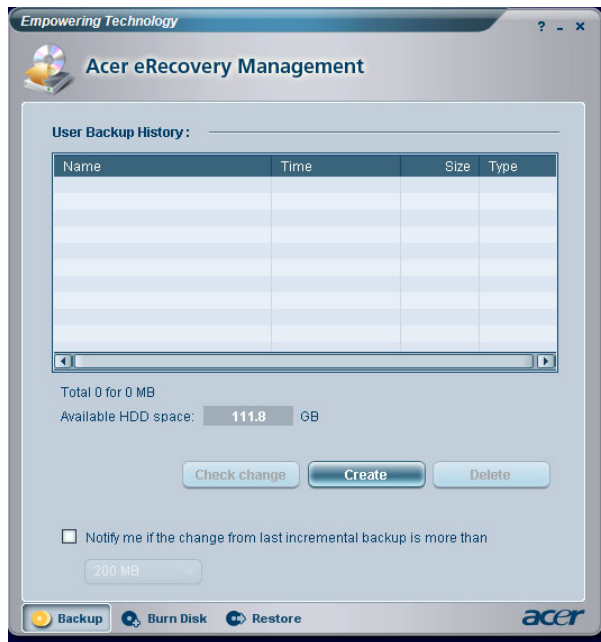 Empowering Technology
? - ×
Acer eRecovery Management
User Backup History:
Name Time Size Type
Total 0 for 0 MB
Available HDD space: 111.8 GB
Check change Create Delete
Notify me if the change from last incremental backup is more than
200 MB
Backup Burn Disk Restore acer